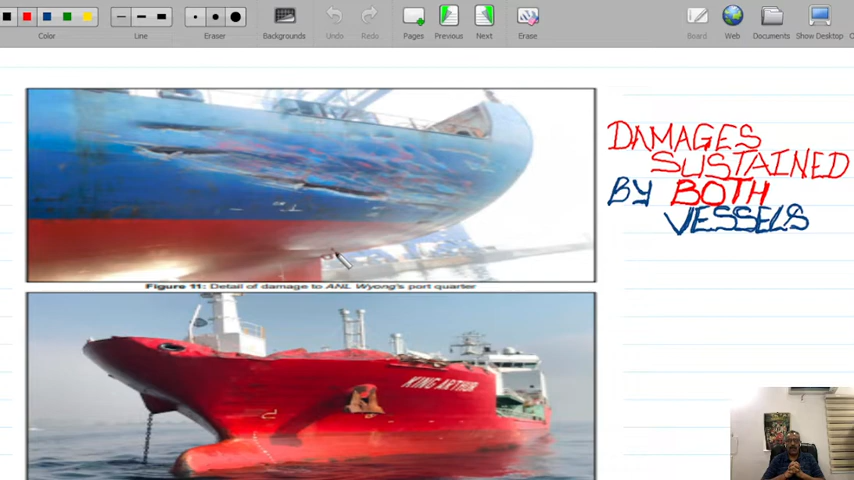 Color
Line
Eraser
Backgrounds
Undo
Redo
Pages
Previous
Next
Erase
Board
Web
Documents
Show Desktop
DAMAGES
SUSTAINED
BY BOTH
VESSELS
Figure 11: Detail of damage to ANL Wyong's port quarter
KING ARTHUR